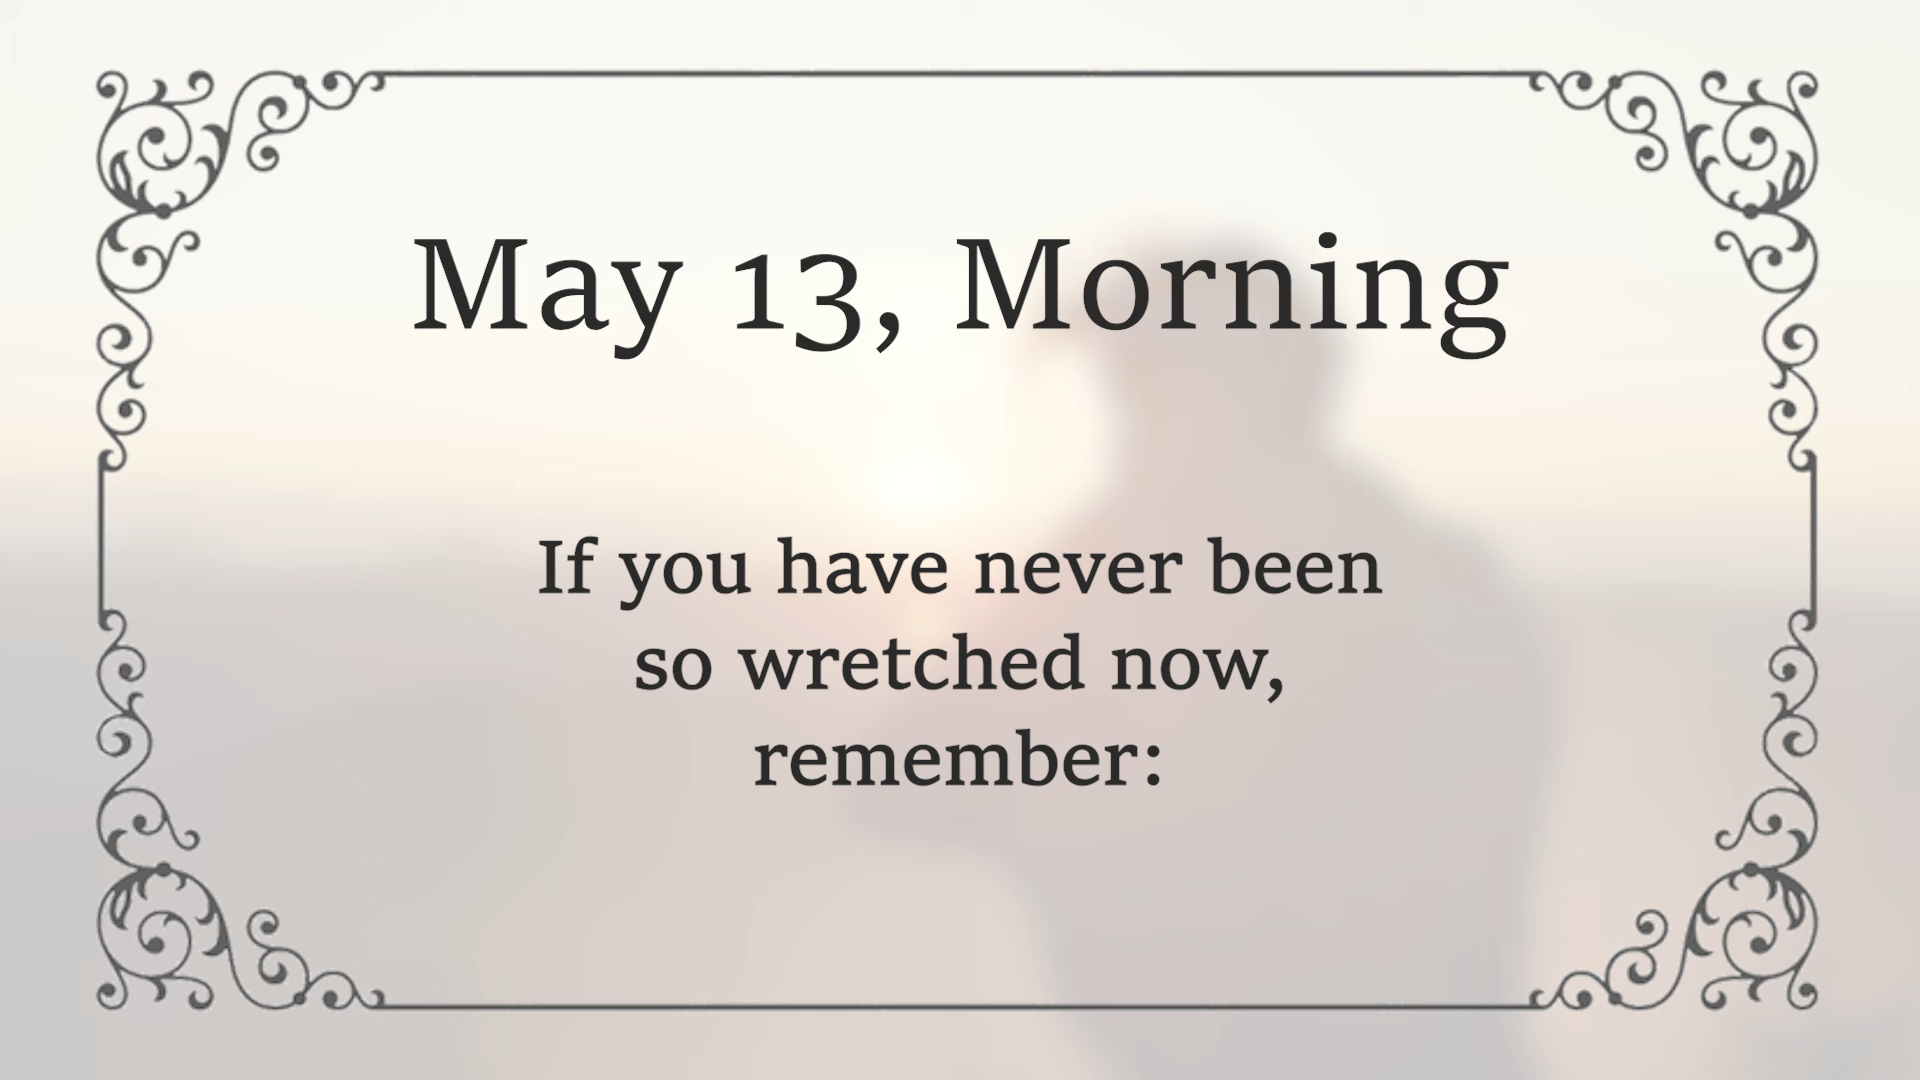 May 13, Morning
If you have never been
so wretched now,
remember: